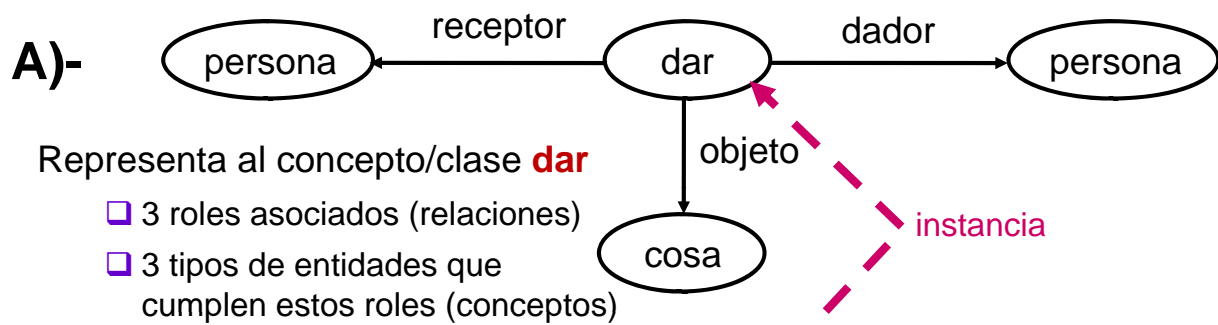 receptor
dador
A)-
persona
dar
persona
Representa al concepto/clase dar
objeto
3 roles asociados (relaciones)
instancia
3 tipos de entidades que
cosa
cumplen estos roles (conceptos)